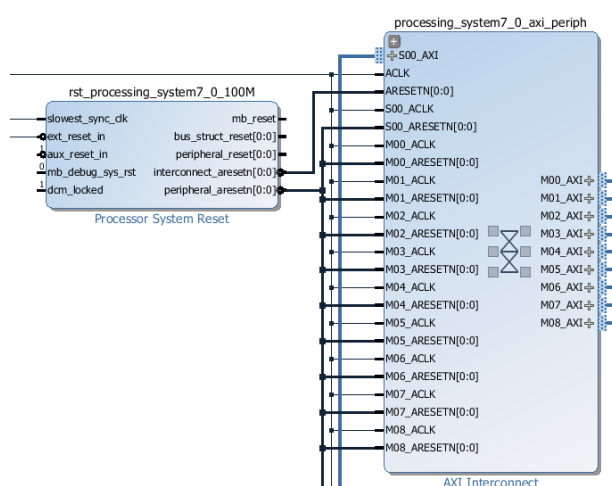 processing_system7_0_axi_periph
S00_AXI
ACLK
ARESETN[0:0]
S00_ACLK
S00_ARESETN[0:0]
M00_ACLK
M00_ARESETN[0:0]
M01_ACLK
M01_ARESETN[0:0]
M02_ACLK
M02_ARESETN[0:0]
M03_ACLK
M03_ARESETN[0:0]
M04_ACLK
M04_ARESETN[0:0]
M05_ACLK
M05_ARESETN[0:0]
M06_ACLK
M06_ARESETN[0:0]
M07_ACLK
M07_ARESETN[0:0]
M08_ACLK
M08_ARESETN[0:0]
M00_AXI
M01_AXI
M02_AXI
M03_AXI
M04_AXI
M05_AXI
M06_AXI
M07_AXI
M08_AXI
AXI Interconnect
rst_processing_system7_0_100M
slowest_sync_clk
ext_reset_in
1
aux_reset_in
0
mb_debug_sys_rst
1
dcm_locked
mb_reset
bus_struct_reset[0:0]
peripheral_reset[0:0]
interconnect_aresetn[0:0]
peripheral_aresetn[0:0]
Processor System Reset